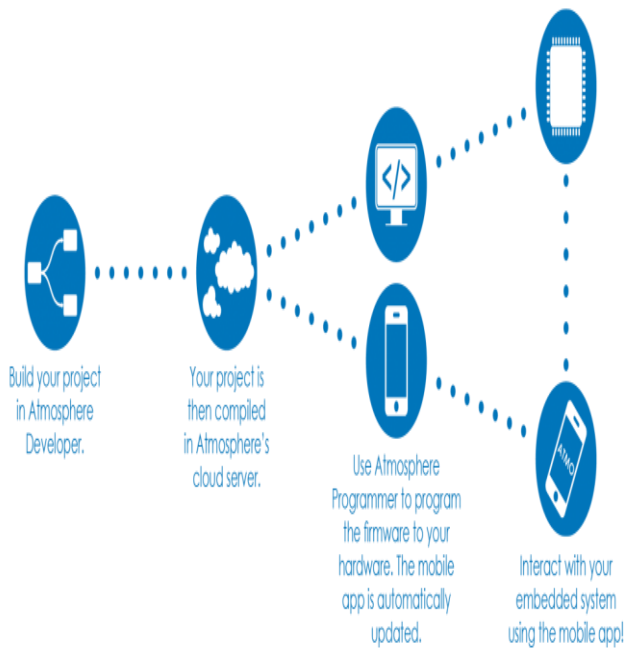 Build your project
in Atmosphere
Developer.
Your project is
then compiled
in Atmosphere's
cloud server.
</>
Use Atmosphere
Programmer to program
the firmware to your
hardware. The mobile
app is automatically
updated.
ATMO
Interact with your
embedded system
using the mobile app!